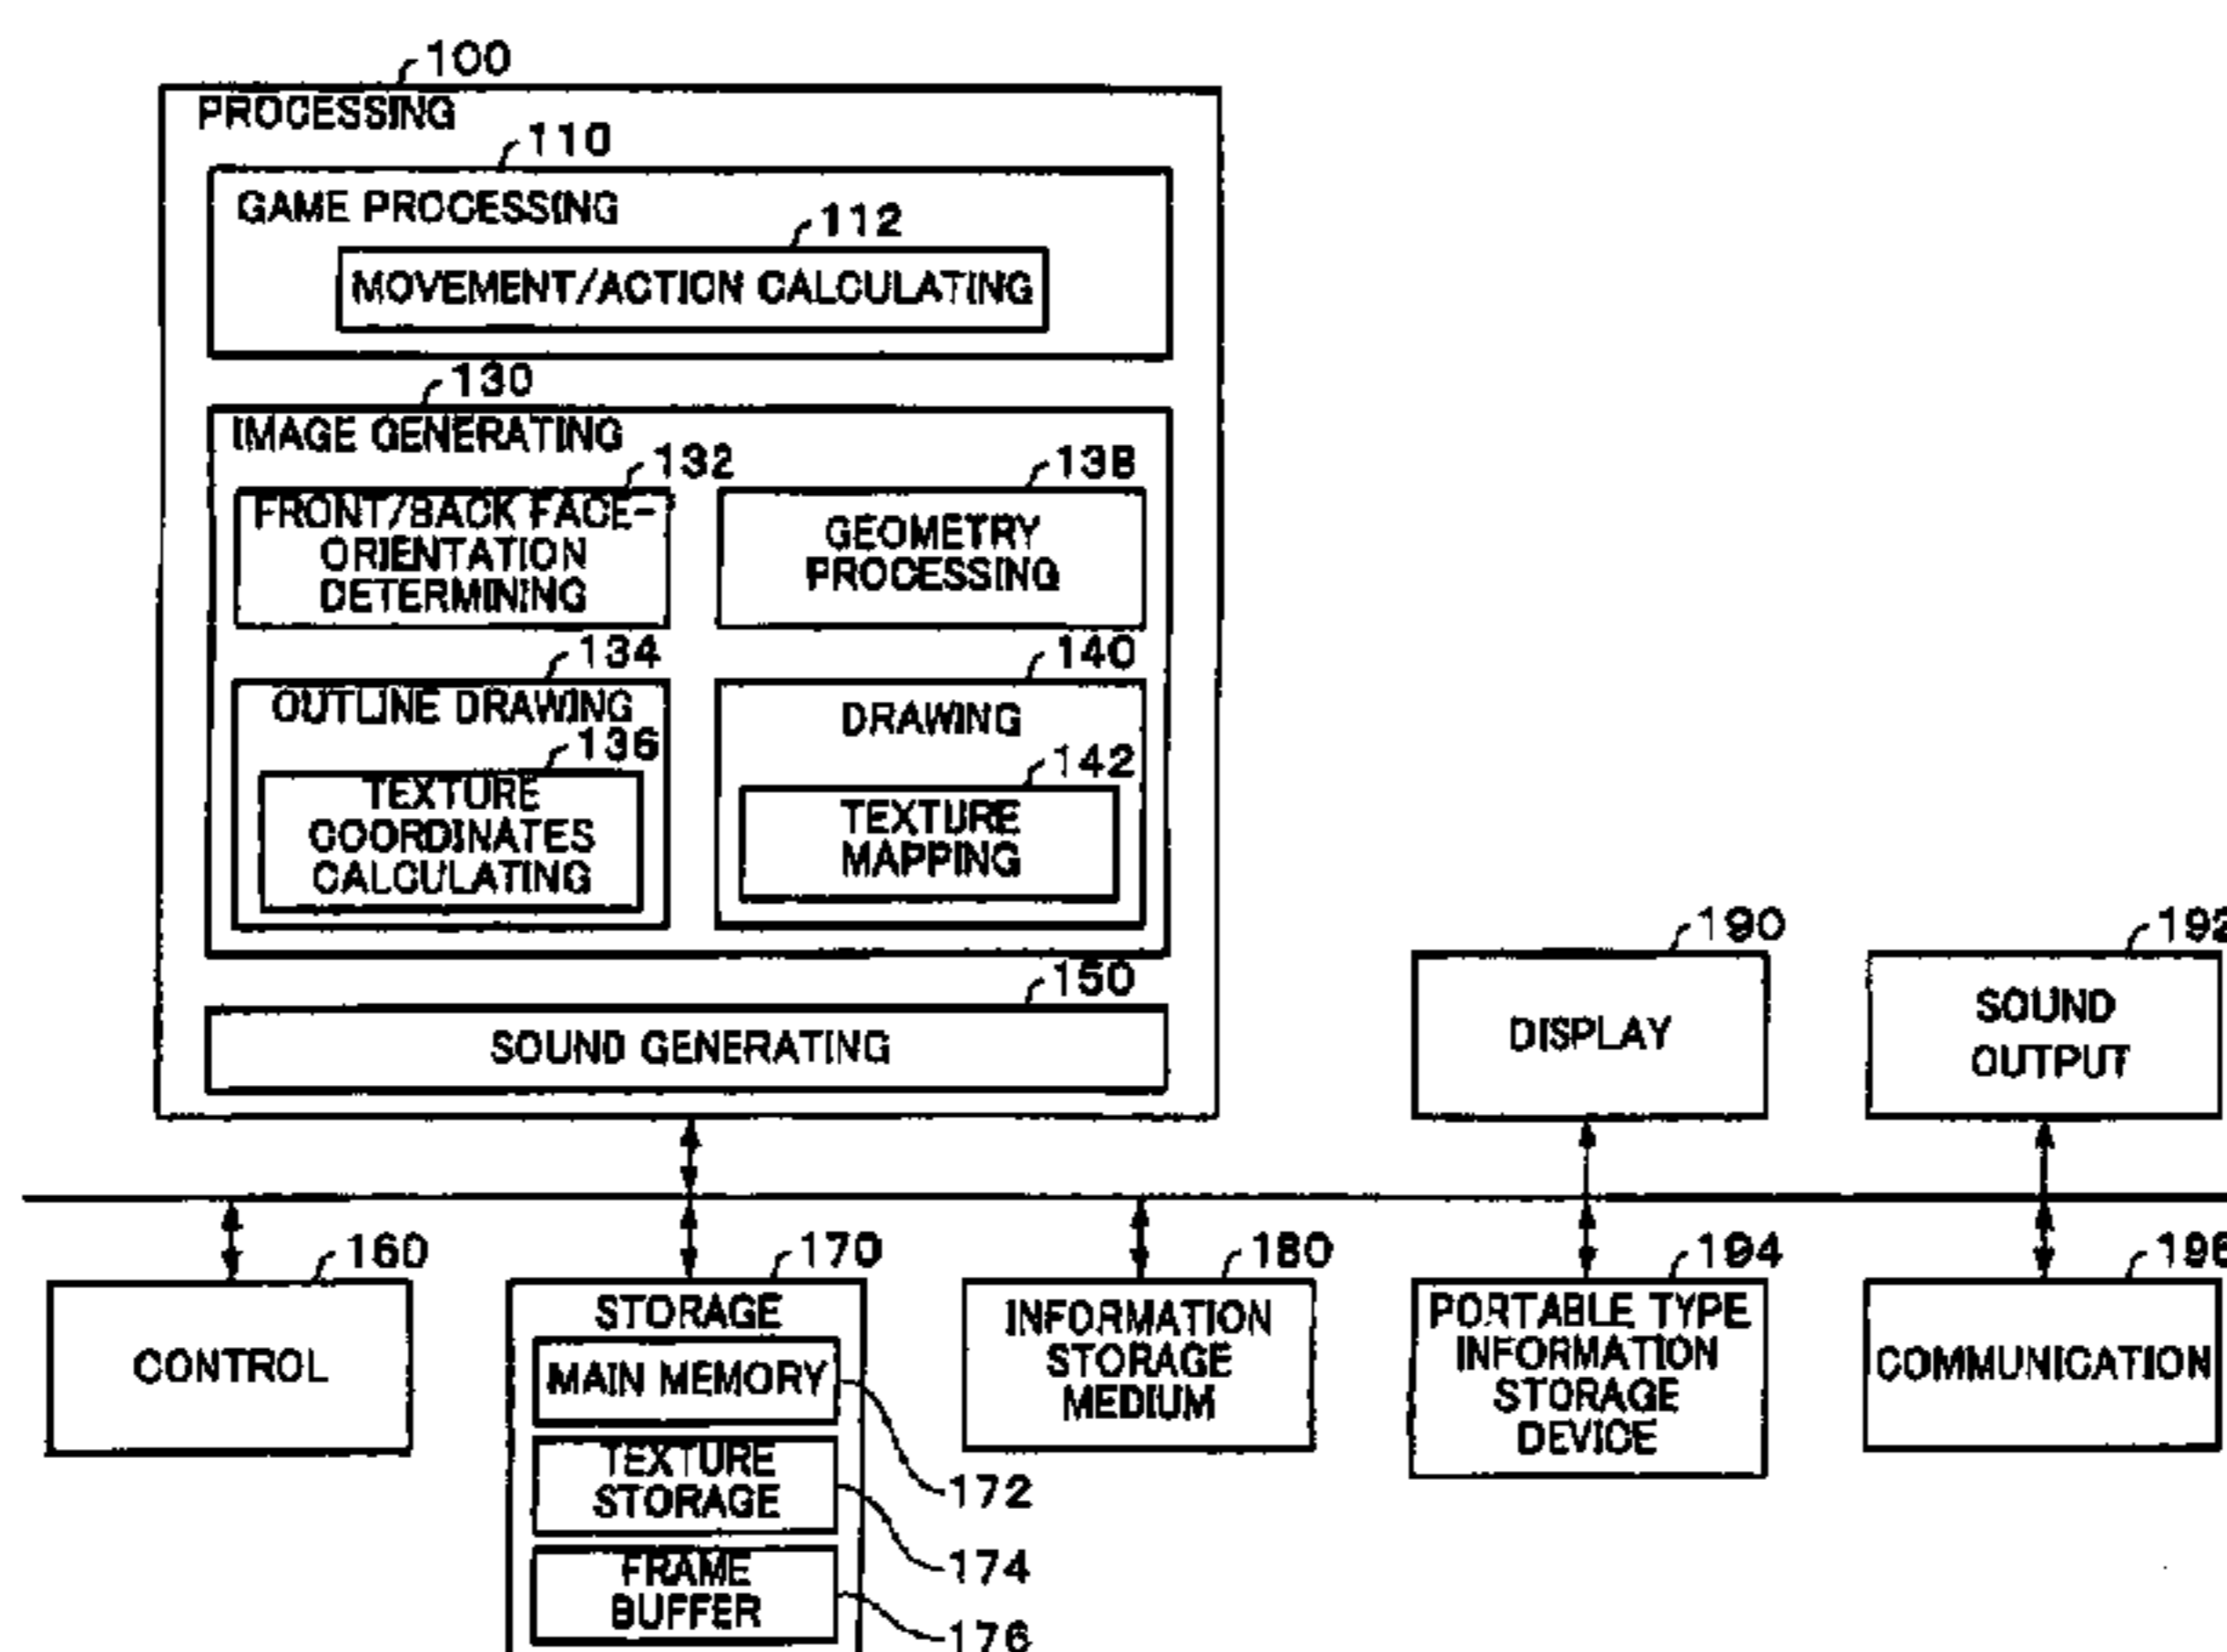 100
PROCESSING
110
GAME PROCESSING
112
MOVEMENT/ACTION CALCULATING
130
IMAGE GENERATING
132
FRONT/BACK FACE-
ORIENTATION
DETERMINING
138
GEOMETRY
PROCESSING
134
OUTLINE DRAWING
136
TEXTURE
COORDINATES
CALCULATING
140
DRAWING
142
TEXTURE
MAPPING
150
SOUND GENERATING
190
DISPLAY
192
SOUND
OUTPUT
160
CONTROL
170
STORAGE
MAIN MEMORY
172
TEXTURE
STORAGE
174
FRAME
BUFFER
176
180
INFORMATION
STORAGE
MEDIUM
194
PORTABLE TYPE
INFORMATION
STORAGE
DEVICE
196
COMMUNICATION